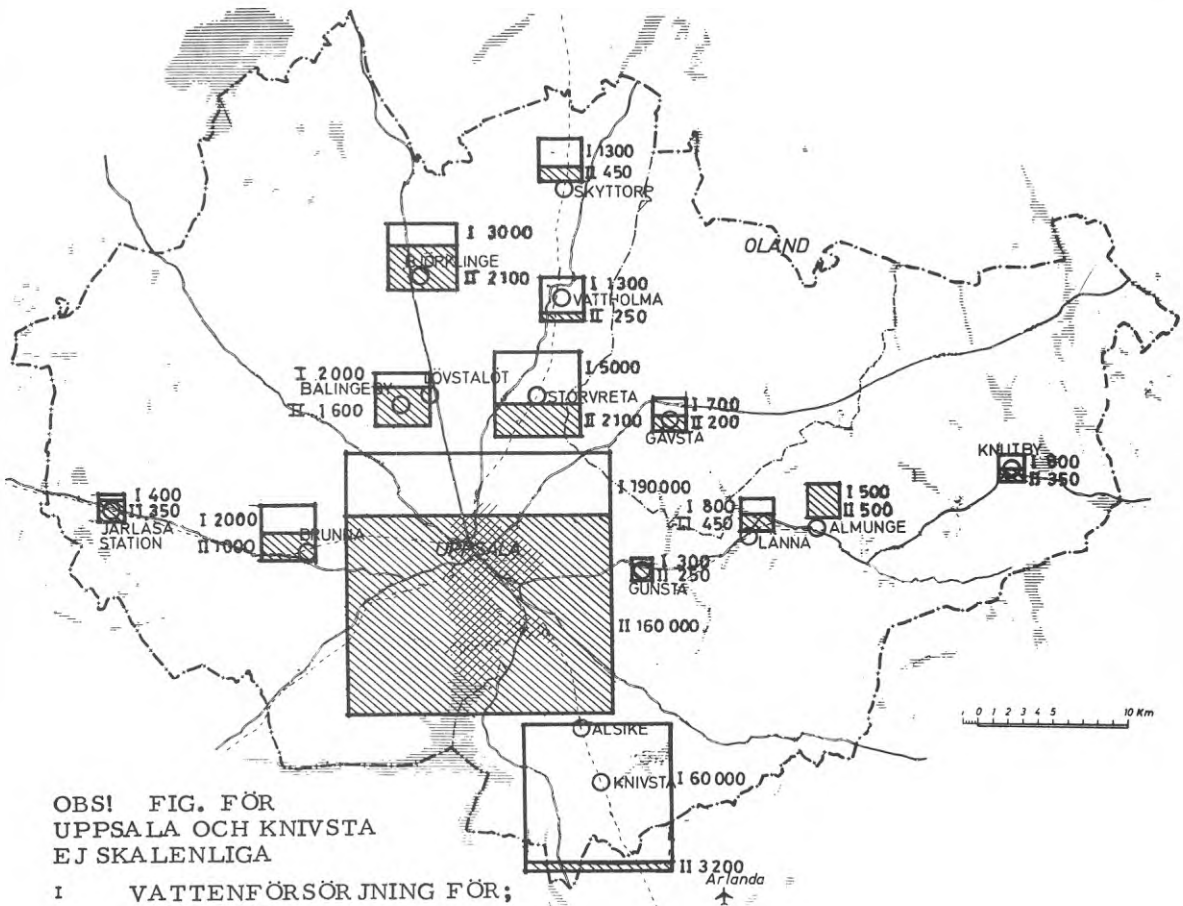 I 1300
II 450
SKYTTORP
I 3000
BJÖRKLINGE
II 2100
OLAND
I 1300
VATTHOLMA
II 250
I 2000
BÄLINGEBY
LÖVSTALÖT
II 1600
I 5000
STORVRETA
II 2100
I 700
II 200
GÅVSTA
KNUTBY
II 350
I 400
II 350
JÄRLÅSA
STATION
I 2000
BRUNNA
II 1000
I 190 000
UPPSALA
II 160 000
I 800
II 450
LÄNNA
I 500
II 500
ALMUNGE
I 300
II 250
GUNSTA
1 0 1 2 3 4 5 10 Km
ALSIKE
KNIVSTA
I 60 000
II 3200
Arlanda
OBS! FIG. FÖR
UPPSALA OCH KNIVSTA
EJ SKALENLIGA
I VATTENFÖRSÖRJNING FÖR;